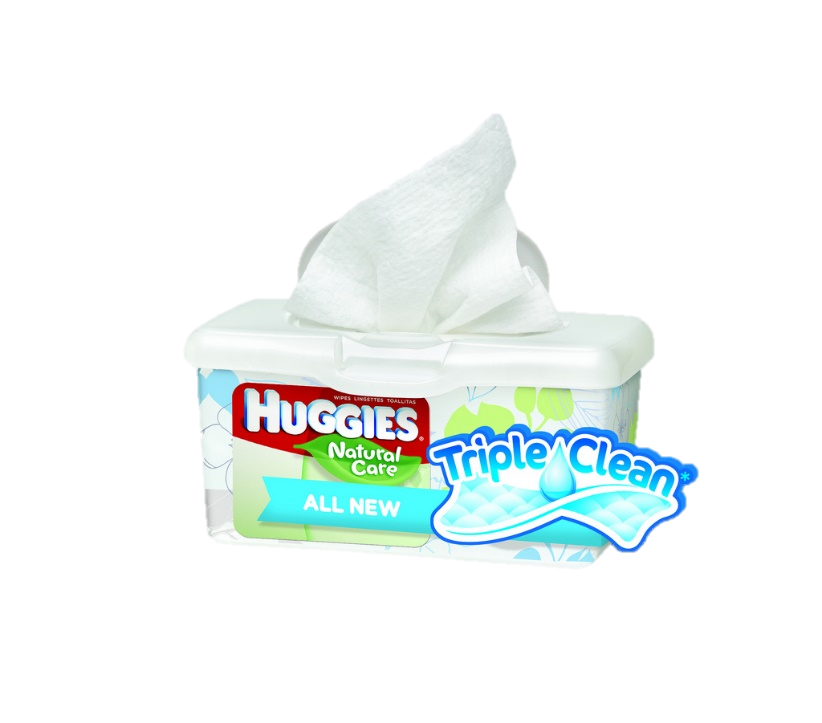 WIPES LINGETTES TOALLITAS
HUGGIES®
Natural
Care
ALL NEW
Triple Clean*